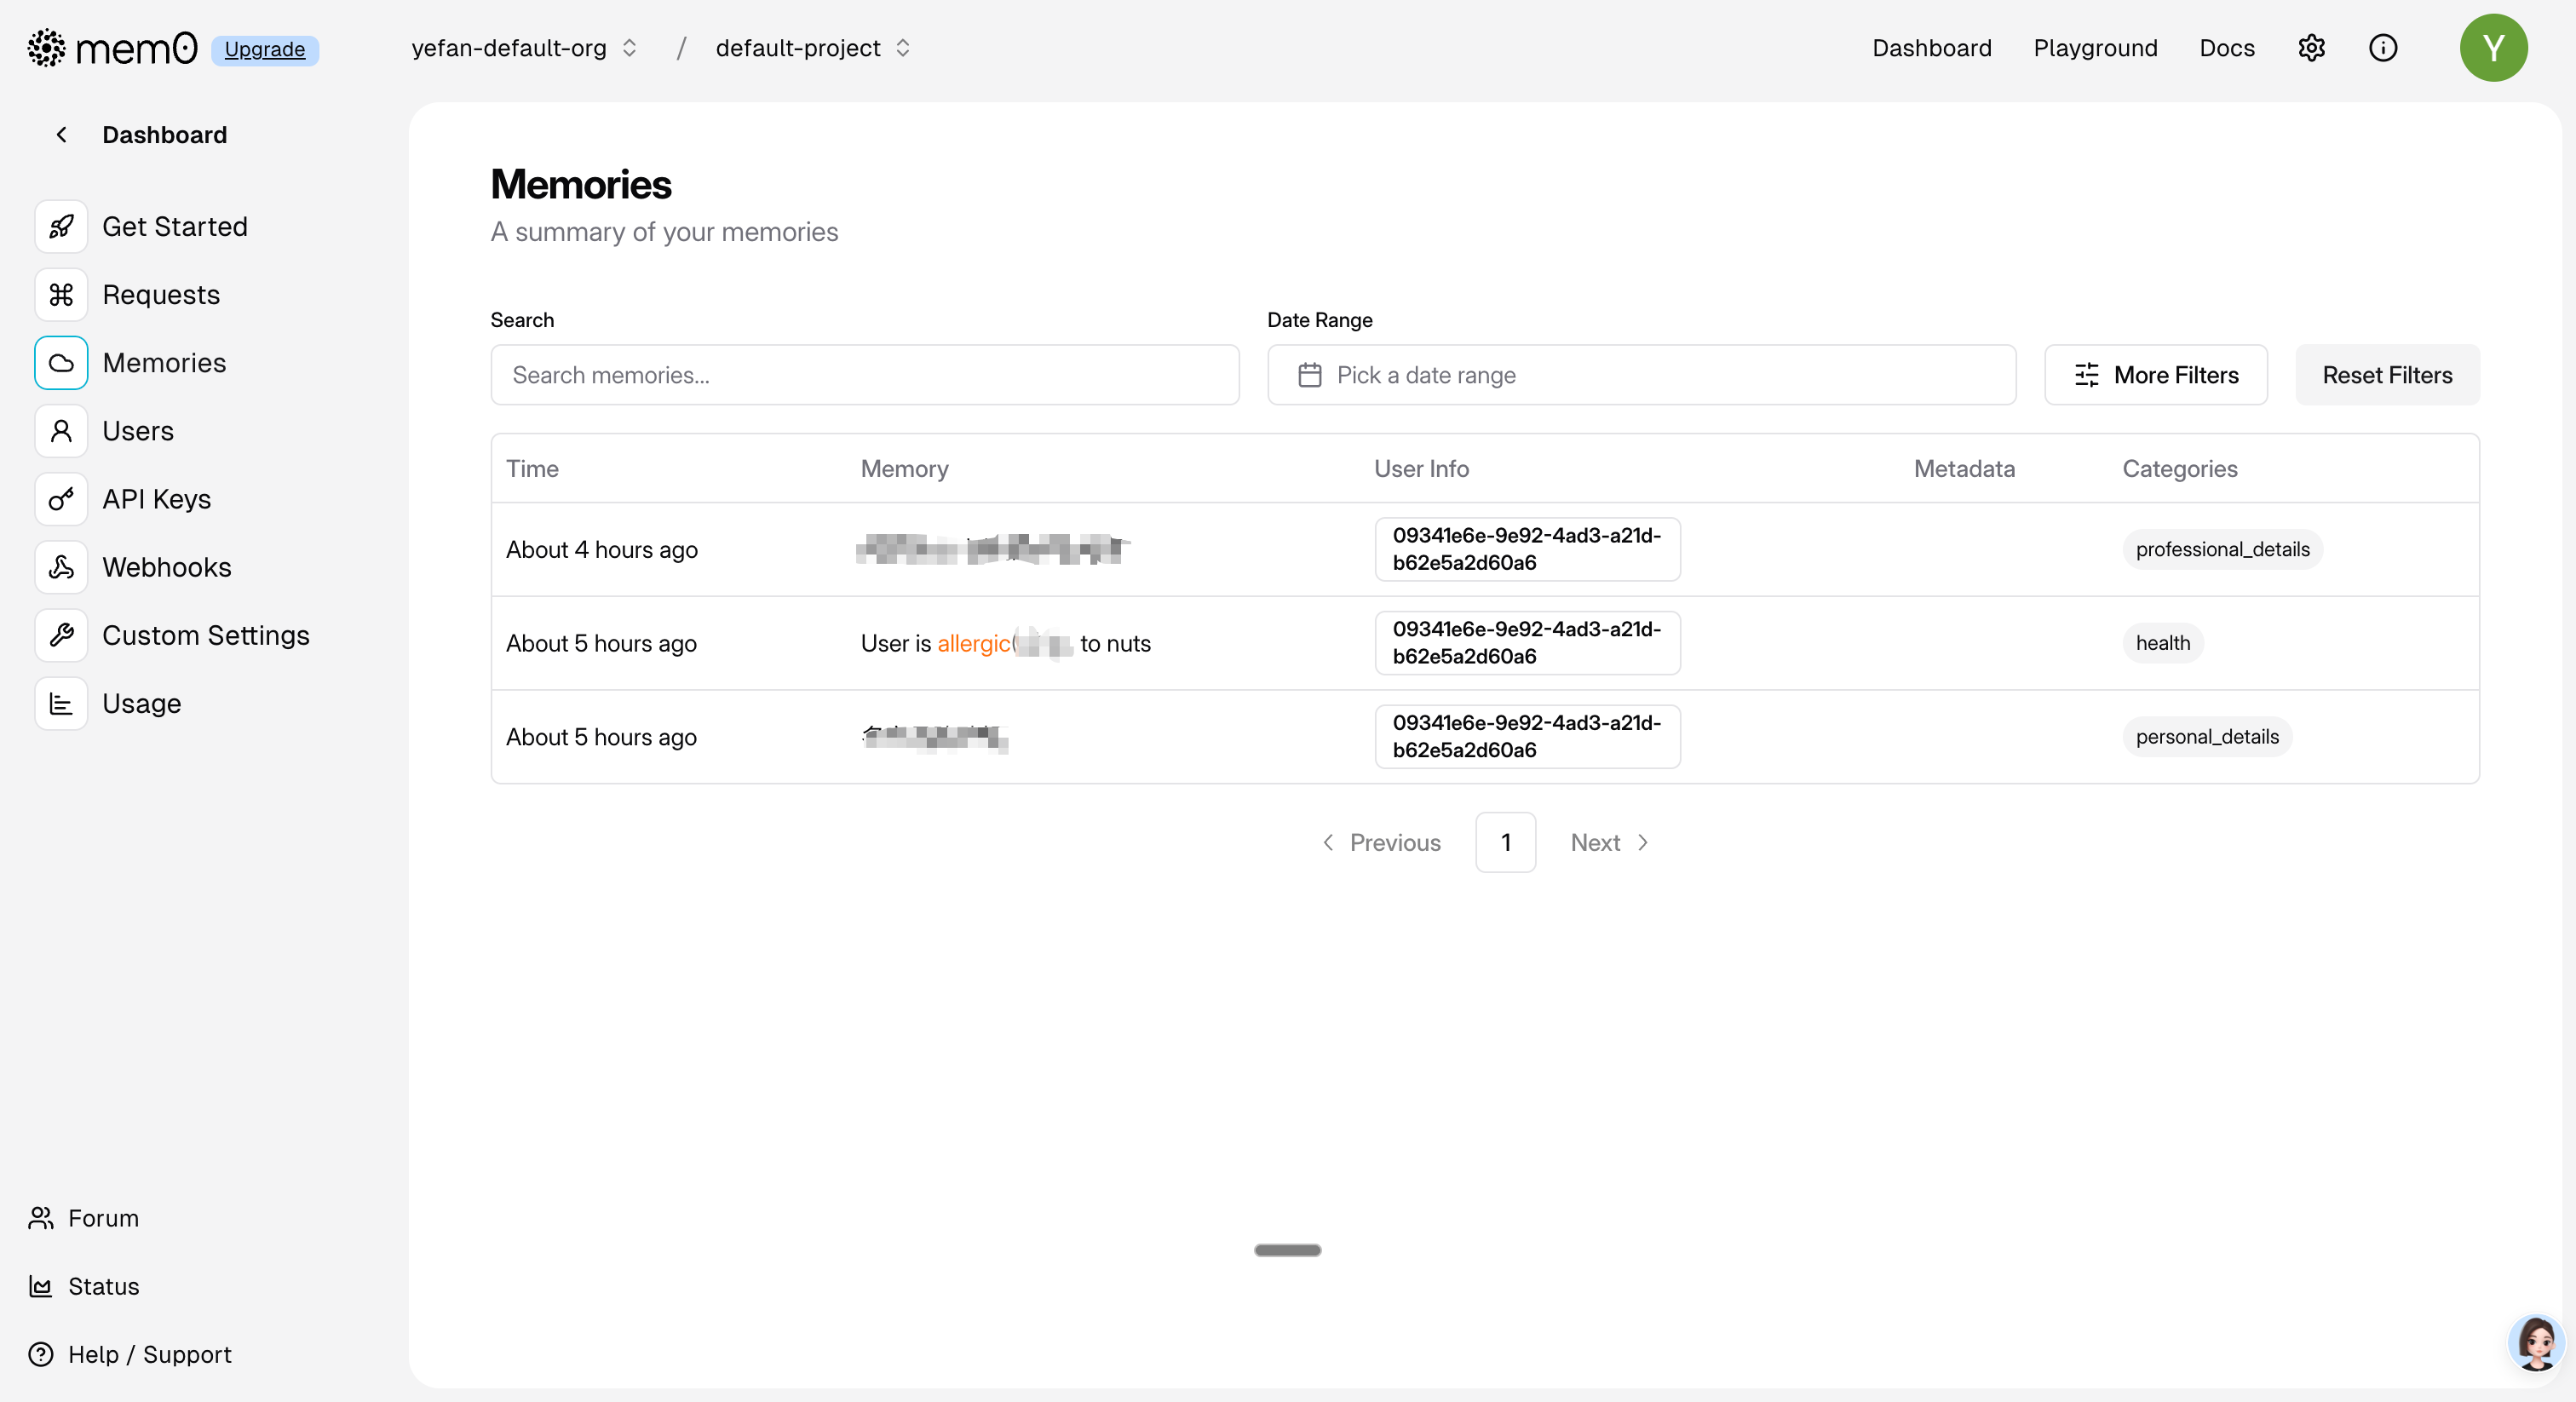 mem0 Upgrade
yefan-default-org / default-project
Dashboard Playground Docs
Y
Dashboard
Get Started
Requests
Memories
Users
API Keys
Webhooks
Custom Settings
Usage
Forum
Status
Help / Support
Memories
A summary of your memories
Search
Search memories...
Date Range
Pick a date range
More Filters
Reset Filters
Time Memory User Info Metadata Categories
About 4 hours ago
09341e6e-9e92-4ad3-a21d-
b62e5a2d60a6
professional_details
About 5 hours ago
User is allergic( to nuts
09341e6e-9e92-4ad3-a21d-
b62e5a2d60a6
health
About 5 hours ago
09341e6e-9e92-4ad3-a21d-
b62e5a2d60a6
personal_details
Previous 1 Next